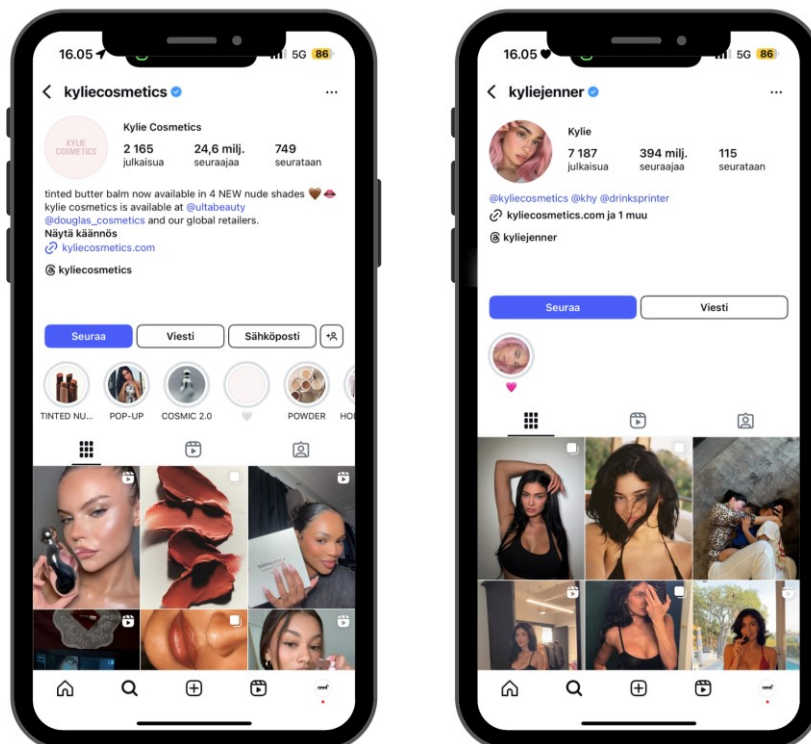 16.05
5G 86
kyliecosmetics
KYLIE
COSMETICS
Kylie Cosmetics
2 165 24,6 milj. 749
julkaisua seuraajaa seurataan
tinted butter balm now available in 4 NEW nude shades 🤎🫦
kylie cosmetics is available at @ultabeauty
@douglas_cosmetics and our global retailers.
Näytä käännös
kyliecosmetics.com
kyliecosmetics
Seuraa Viesti Sähköposti
TINTED NU... POP-UP COSMIC 2.0 🤍 POWDER
16.05
5G 86
kyliejenner
Kylie
7 187 394 milj. 115
julkaisua seuraajaa seurataan
@kyliecosmetics @khy @drinksprinter
kyliecosmetics.com ja 1 muu
kyliejenner
Seuraa Viesti
🩷